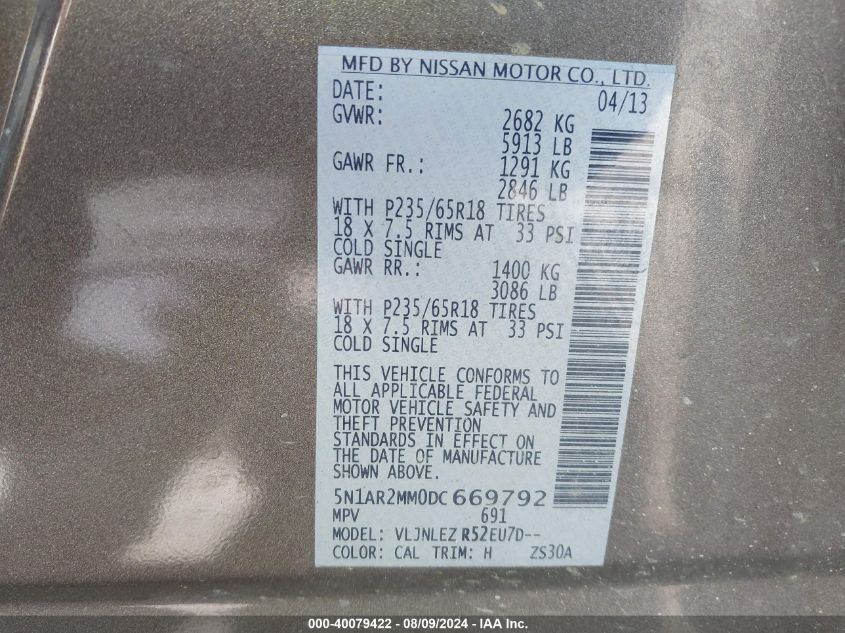 MFD BY NISSAN MOTOR CO., LTD.
DATE: 04/13
GVWR: 2682 KG
5913 LB
GAWR FR.: 1291 KG
2846 LB
WITH P235/65R18 TIRES
18 X 7.5 RIMS AT 33 PSI
COLD SINGLE
GAWR RR.: 1400 KG
3086 LB
WITH P235/65R18 TIRES
18 X 7.5 RIMS AT 33 PSI
COLD SINGLE
THIS VEHICLE CONFORMS TO
ALL APPLICABLE FEDERAL
MOTOR VEHICLE SAFETY AND
THEFT PREVENTION
STANDARDS IN EFFECT ON
THE DATE OF MANUFACTURE
SHOWN ABOVE.
5N1AR2MM0DC669792
MPV 691
MODEL: VLJNLEZ R52EU7D--
COLOR: CAL TRIM: H ZS30A
000-40079422 - 08/09/2024 - IAA Inc.